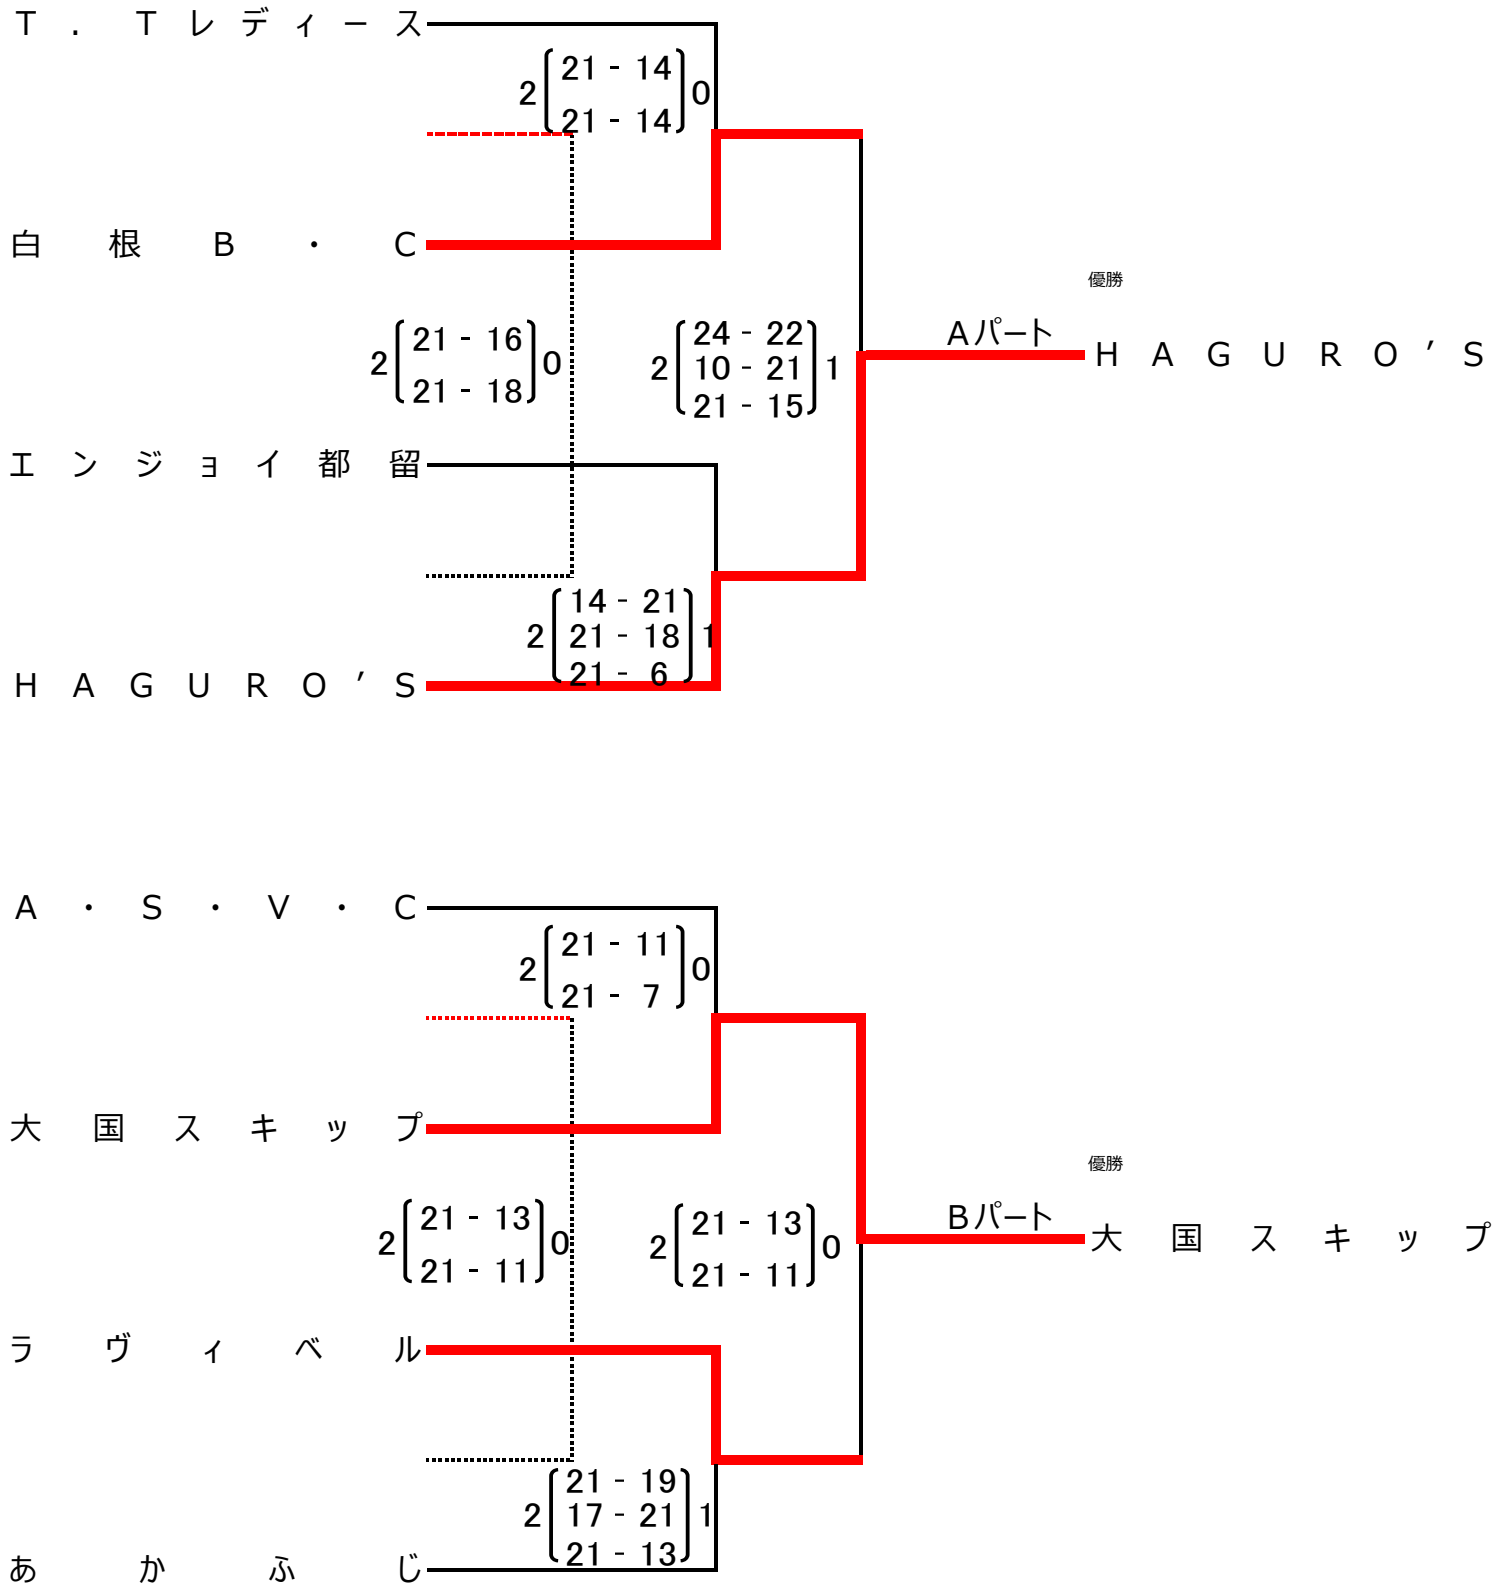 T．Tレディース
2 21 - 14 0
21 - 14
白根B・C
優勝
Aパート
HAGURO’S
2 21 - 16 0
21 - 18
24 - 22
2 10 - 21 1
21 - 15
エンジョイ都留
14 - 21
2 21 - 18 1
21 - 6
HAGURO’S
A・S・V・C
2 21 - 11 0
21 - 7
大国スキップ
優勝
Bパート
大国スキップ
2 21 - 13 0
21 - 11
2 21 - 13 0
21 - 11
ラヴィベル
21 - 19
2 17 - 21 1
21 - 13
あかふじ